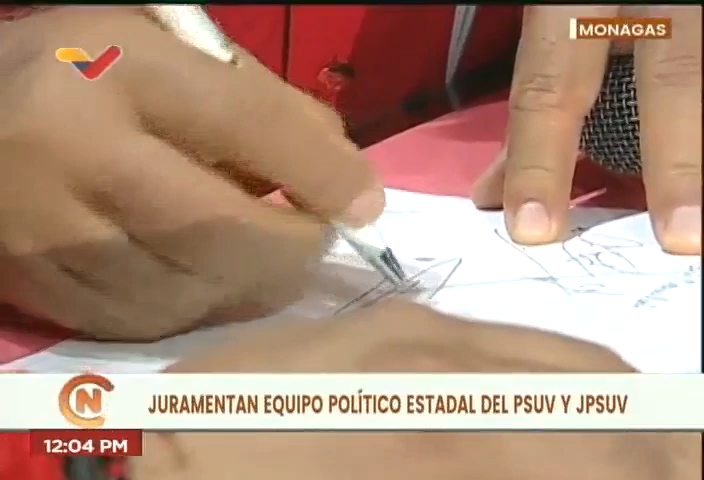 MONAGAS
V
N
JURAMENTAN EQUIPO POLÍTICO ESTADAL DEL PSUV Y JPSUV
12:04 PM